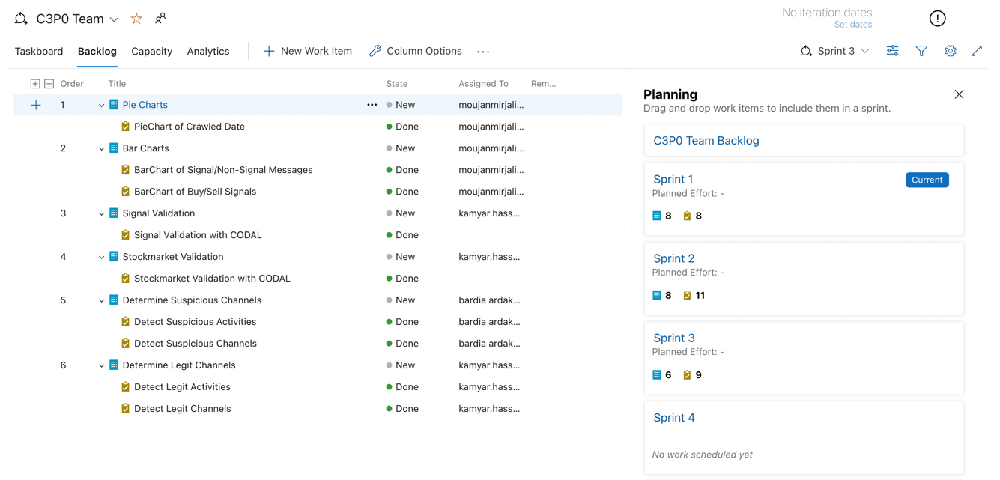 C3P0 Team
No iteration dates
Set dates
Taskboard Backlog Capacity Analytics New Work Item Column Options ... Sprint 3
Order Title State Assigned To Rem...
1 Pie Charts ... New moujanmirjali...
PieChart of Crawled Date Done moujanmirjali...
2 Bar Charts New moujanmirjali...
BarChart of Signal/Non-Signal Messages Done moujanmirjali...
BarChart of Buy/Sell Signals Done moujanmirjali...
3 Signal Validation New kamyar.hass...
Signal Validation with CODAL Done
4 Stockmarket Validation New kamyar.hass...
Stockmarket Validation with CODAL Done
5 Determine Suspicious Channels New bardia ardak...
Detect Suspicious Activities Done bardia ardak...
Detect Suspicious Channels Done bardia ardak...
6 Determine Legit Channels New kamyar.hass...
Detect Legit Activities Done kamyar.hass...
Detect Legit Channels Done kamyar.hass...
Planning
Drag and drop work items to include them in a sprint.
C3P0 Team Backlog
Sprint 1 Current
Planned Effort: -
8 8
Sprint 2
Planned Effort: -
8 11
Sprint 3
Planned Effort: -
6 9
Sprint 4
No work scheduled yet